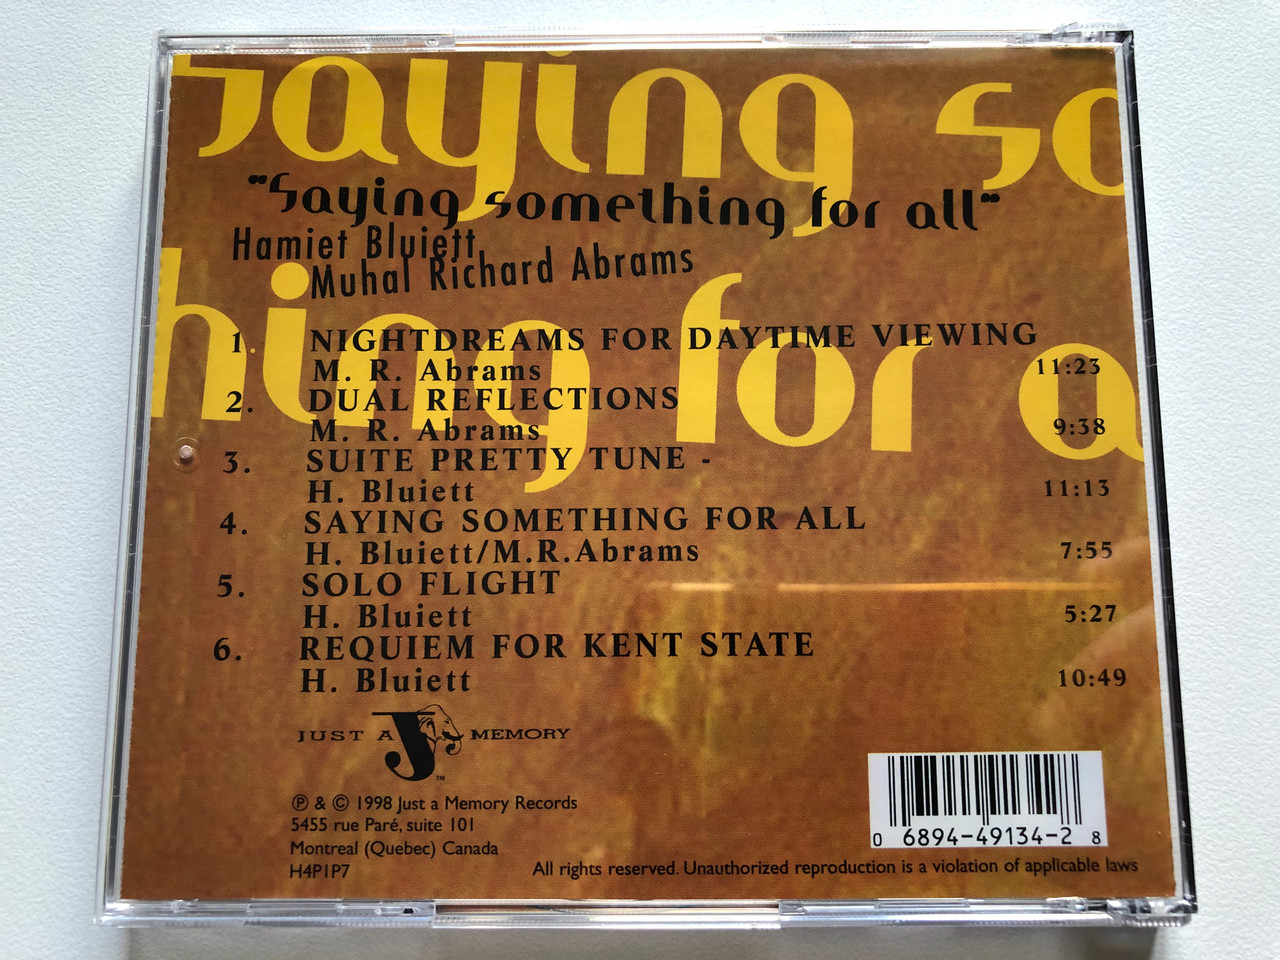 saying so
"Saying something for all"
Hamiet Bluiett
Muhal Richard Abrams
hing for a
1. NIGHTDREAMS FOR DAYTIME VIEWING
M. R. Abrams 11:23
2. DUAL REFLECTIONS
M. R. Abrams 9:38
3. SUITE PRETTY TUNE -
H. Bluiett 11:13
4. SAYING SOMETHING FOR ALL
H. Bluiett/M.R.Abrams 7:55
5. SOLO FLIGHT
H. Bluiett 5:27
6. REQUIEM FOR KENT STATE
H. Bluiett 10:49
JUST A J MEMORY
™
℗ & © 1998 Just a Memory Records
5455 rue Paré, suite 101
Montreal (Quebec) Canada
H4P1P7
0 6894-49134-2 8
All rights reserved. Unauthorized reproduction is a violation of applicable laws